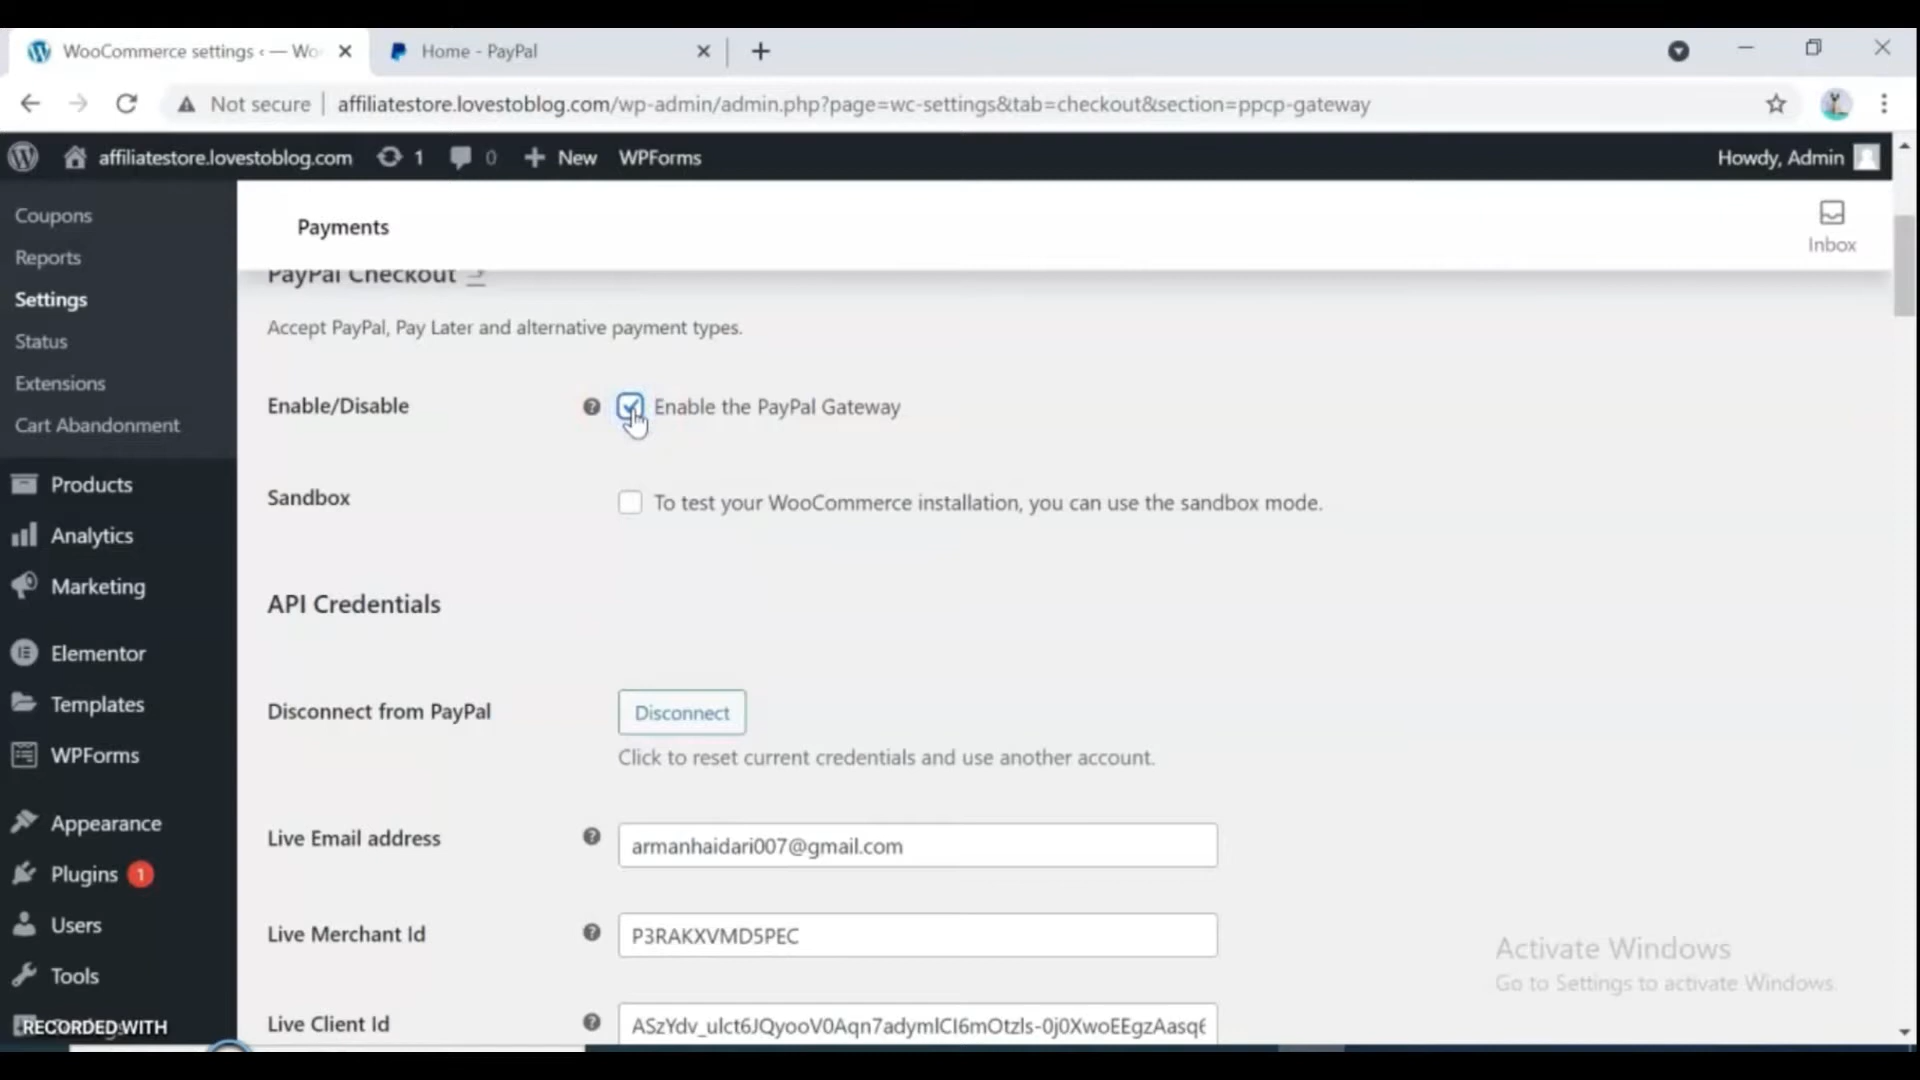 WooCommerce settings ‹ — Wo
Home - PayPal
Not secure
affiliatestore.lovestoblog.com/wp-admin/admin.php?page=wc-settings&tab=checkout&section=ppcp-gateway
affiliatestore.lovestoblog.com
1
0
New
WPForms
Howdy, Admin
Coupons
Reports
Settings
Status
Extensions
Cart Abandonment
Products
Analytics
Marketing
Elementor
Templates
WPForms
Appearance
Plugins 1
Users
Tools
RECORDED WITH
Payments
Inbox
PayPal Checkout
Accept PayPal, Pay Later and alternative payment types.
Enable/Disable
Enable the PayPal Gateway
Sandbox
To test your WooCommerce installation, you can use the sandbox mode.
API Credentials
Disconnect from PayPal
Disconnect
Click to reset current credentials and use another account.
Live Email address
armanhaidari007@gmail.com
Live Merchant Id
P3RAKXVMD5PEC
Live Client Id
Activate Windows
Go to Settings to activate Windows.